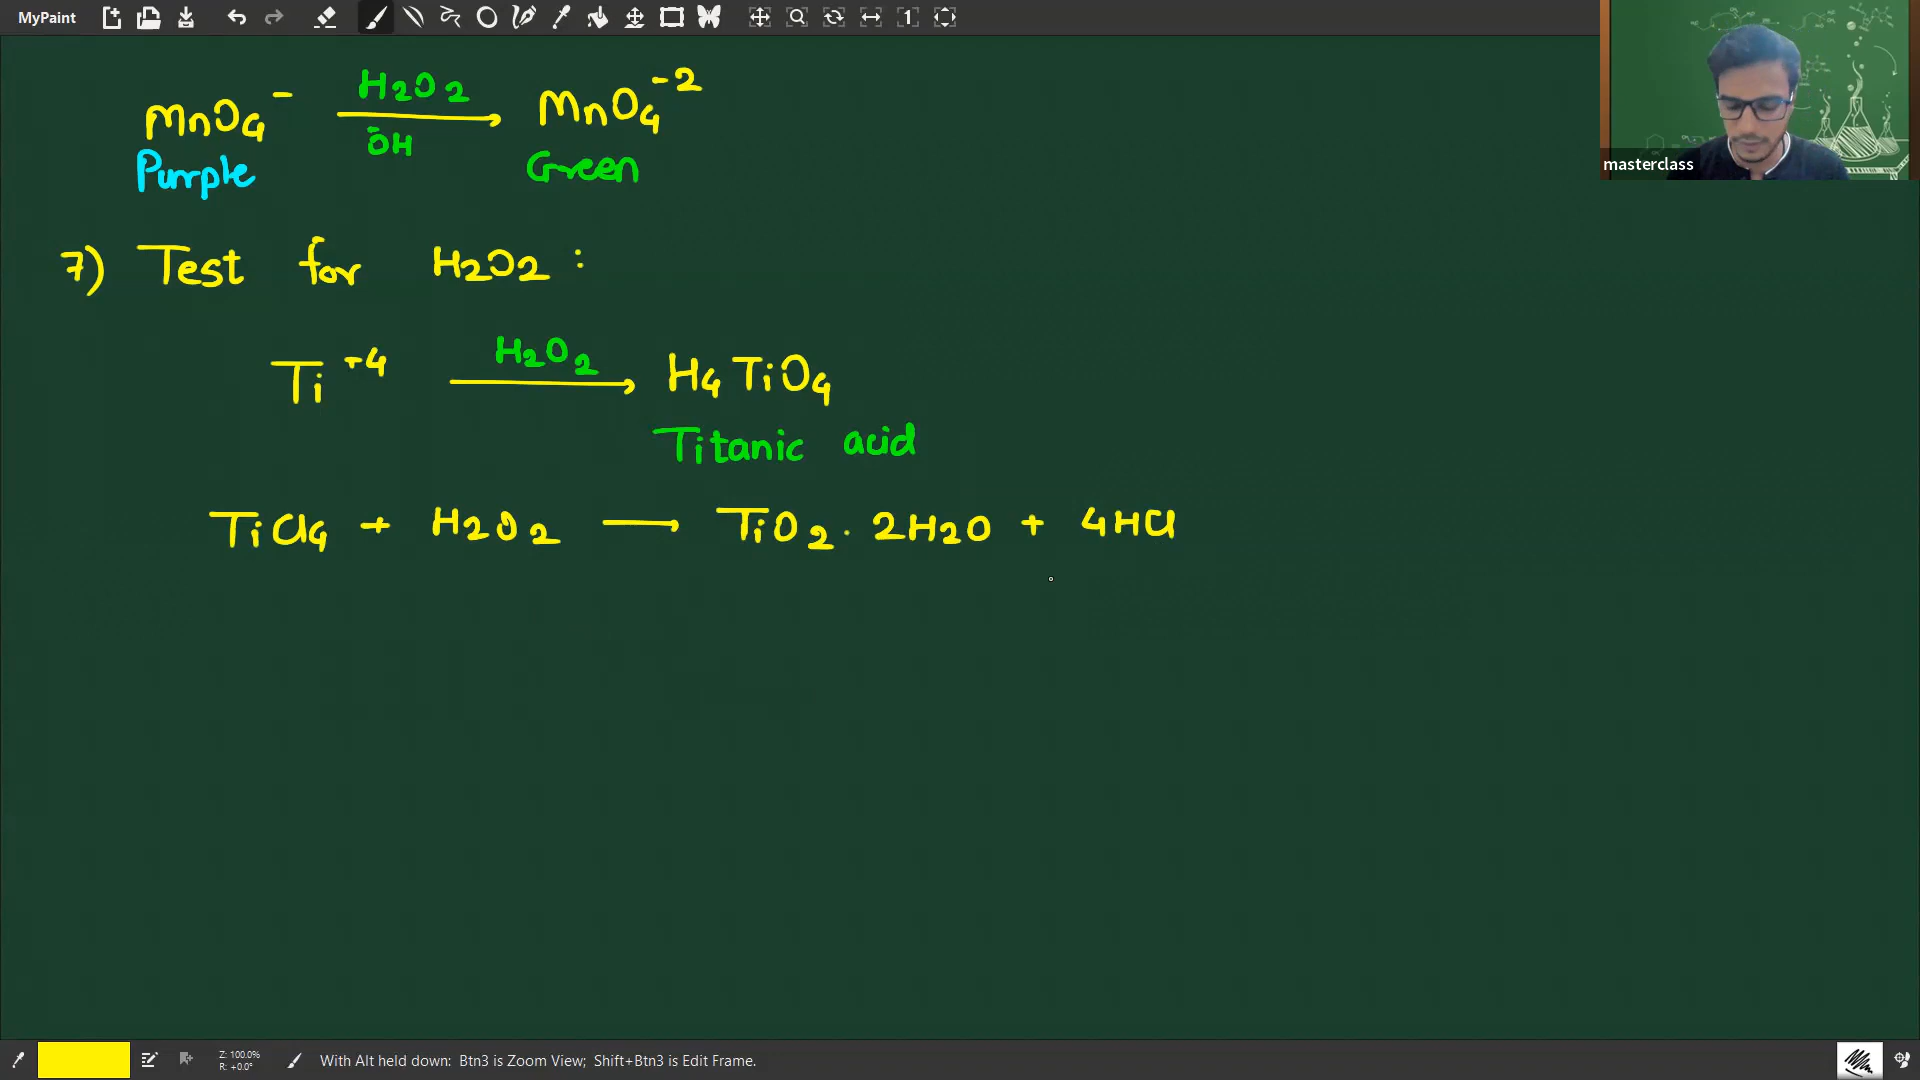 MyPaint
MnO4⁻ H2O2 ŌH MnO4⁻²
Purple Green
masterclass
7) Test for H2O2 :
Ti⁺⁴ H2O2 → H4TiO4
Titanic acid
TiCl4 + H2O2 → TiO2 . 2H2O + 4HCl
Z: 100.0%
R: +0.0°
With Alt held down: Btn3 is Zoom View; Shift+Btn3 is Edit Frame.